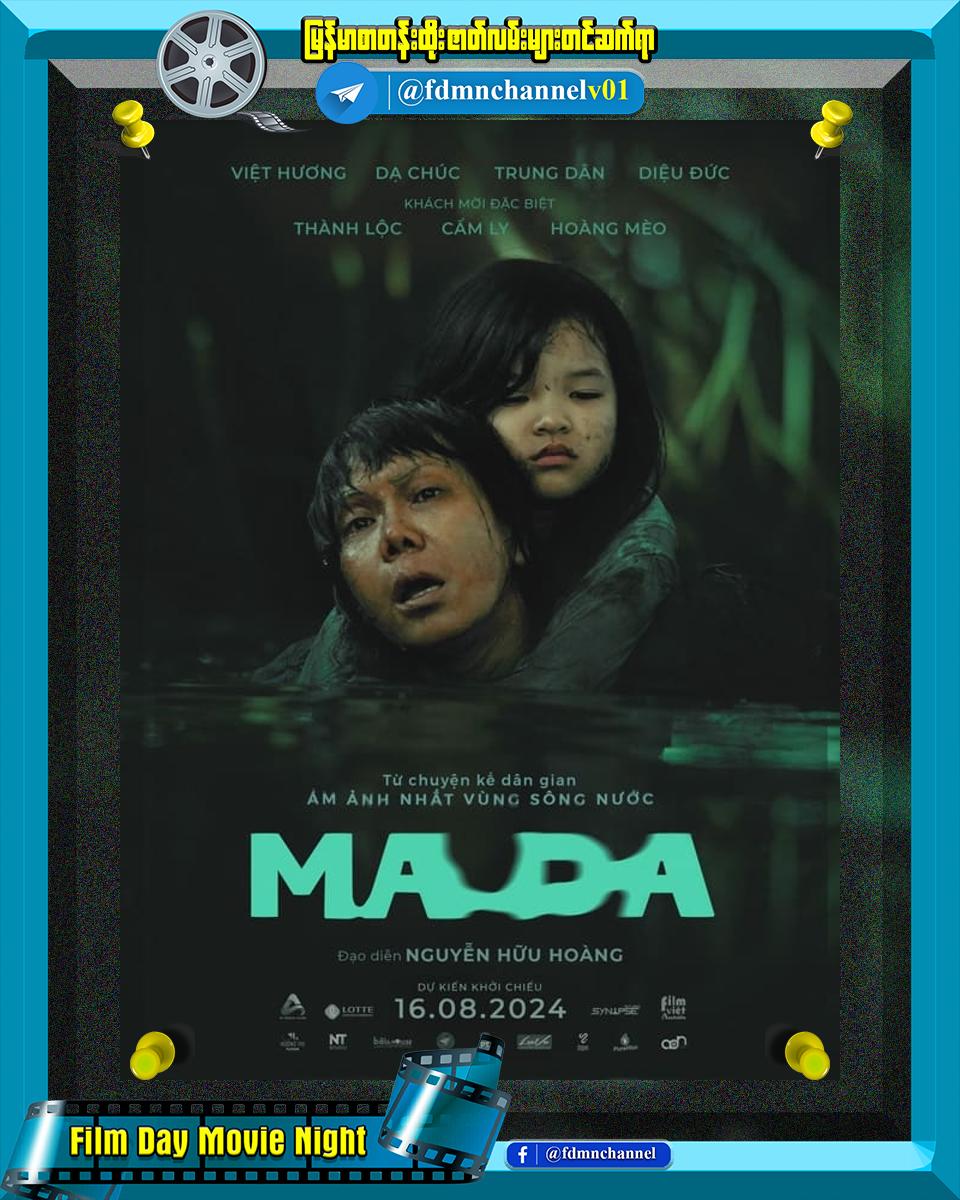 မြန်မာစာတန်းထိုးဇာတ်လမ်းများတင်ဆက်ရာ
@fdmnchannelv01
VIỆT HƯƠNG DẠ CHÚC TRUNG DÂN DIỆU ĐỨC
KHÁCH MỜI ĐẶC BIỆT
THÀNH LỘC CẨM LY HOÀNG MÈO
Từ chuyện kể dân gian
ÁM ẢNH NHẤT VÙNG SÔNG NƯỚC
MA DA
Đạo diễn NGUYỄN HỮU HOÀNG
DỰ KIẾN KHỞI CHIẾU
LOTTE 16.08.2024 SYNAPSE film việt
NT
Film Day Movie Night
@fdmnchannel